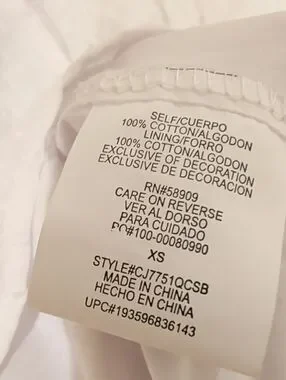 SELF/CUERPO
100% COTTON/ALGODON
LINING/FORRO
100% COTTON/ALGODON
EXCLUSIVE OF DECORATION
EXCLUSIVE DE DECORACION
RN#58909
CARE ON REVERSE
VER AL DORSO
PARA CUIDADO
PO#100-00080990
XS
STYLE#CJ7751QCSB
MADE IN CHINA
HECHO EN CHINA
UPC#193596836143